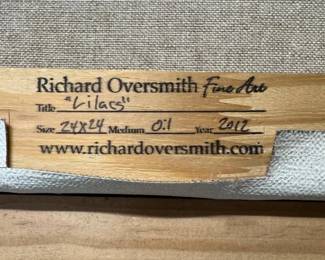 Richard Oversmith Fine Art
Title "Lilacs"
Size 24x24 Medium Oil Year 2012
www.richardoversmith.com